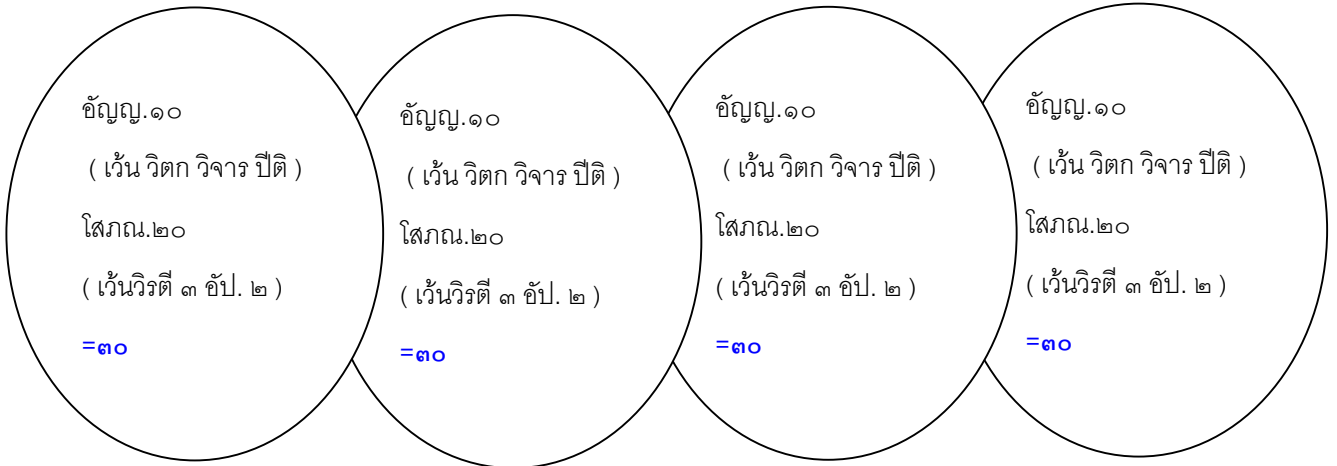 อัญญ.๑๐
( เว้น วิตก วิจาร ปีติ )
โสภณ.๒๐
( เว้นวิรตี ๓ อัป. ๒ )
=๓๐
อัญญ.๑๐
( เว้น วิตก วิจาร ปีติ )
โสภณ.๒๐
( เว้นวิรตี ๓ อัป. ๒ )
=๓๐
อัญญ.๑๐
( เว้น วิตก วิจาร ปีติ )
โสภณ.๒๐
( เว้นวิรตี ๓ อัป. ๒ )
=๓๐
อัญญ.๑๐
( เว้น วิตก วิจาร ปีติ )
โสภณ.๒๐
( เว้นวิรตี ๓ อัป. ๒ )
=๓๐